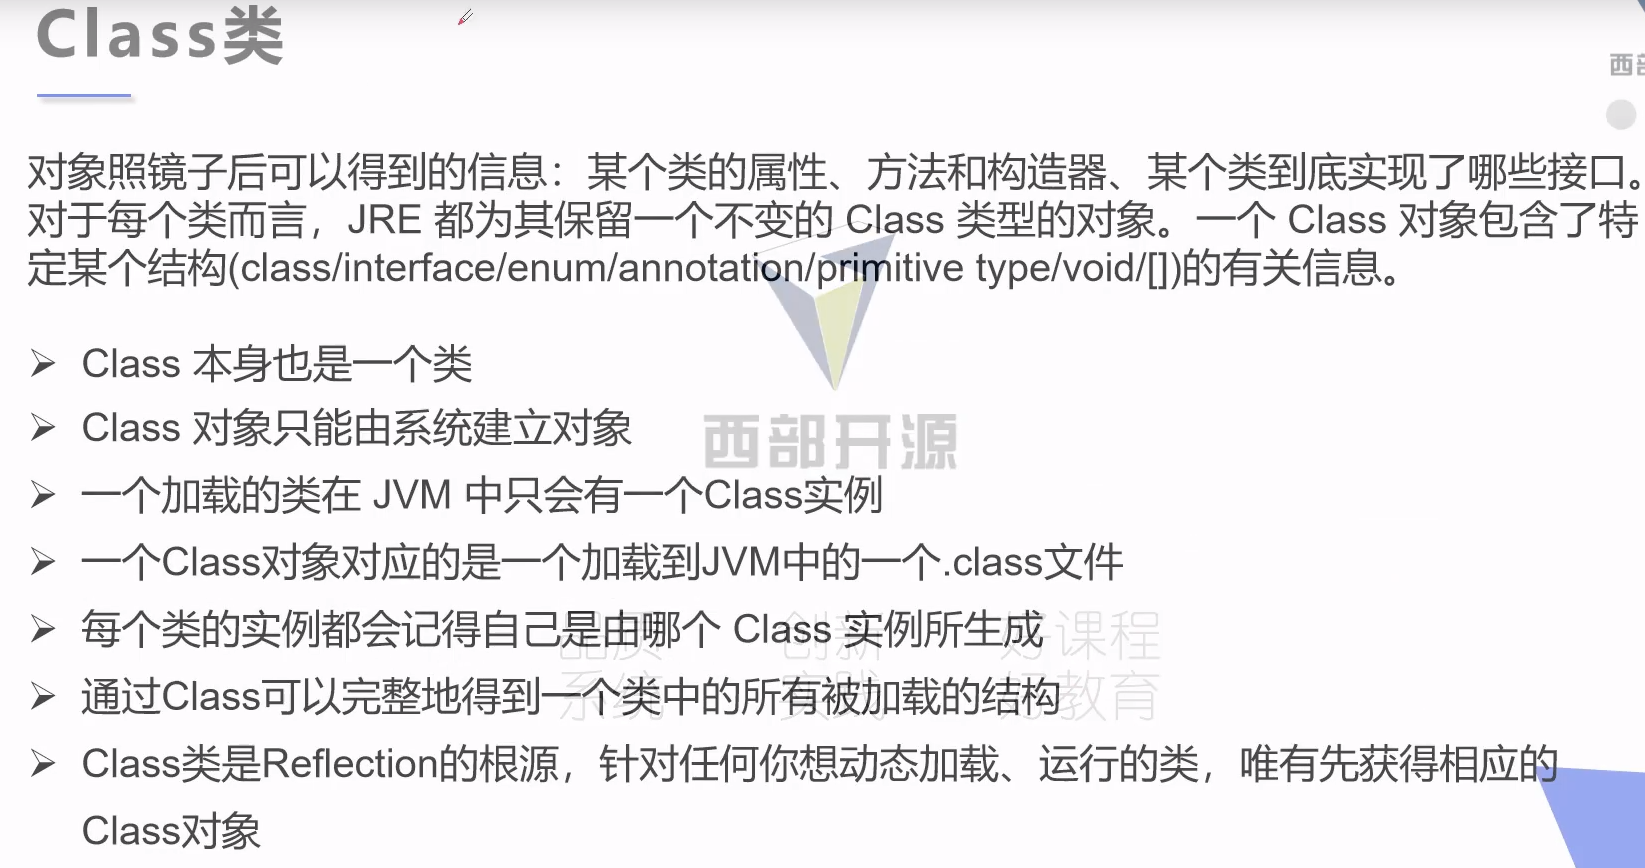 Class类
西部
对象照镜子后可以得到的信息：某个类的属性、方法和构造器、某个类到底实现了哪些接口。
对于每个类而言，JRE 都为其保留一个不变的 Class 类型的对象。一个 Class 对象包含了特
定某个结构(class/interface/enum/annotation/primitive type/void/[])的有关信息。
➢ Class 本身也是一个类
➢ Class 对象只能由系统建立对象
西部开源
➢ 一个加载的类在 JVM 中只会有一个Class实例
➢ 一个Class对象对应的是一个加载到JVM中的一个.class文件
➢ 每个类的实例都会记得自己是由哪个 Class 实例所生成
品质 创新 好课程
➢ 通过Class可以完整地得到一个类中的所有被加载的结构
系统 实践 好教育
➢ Class类是Reflection的根源，针对任何你想动态加载、运行的类，唯有先获得相应的
Class对象